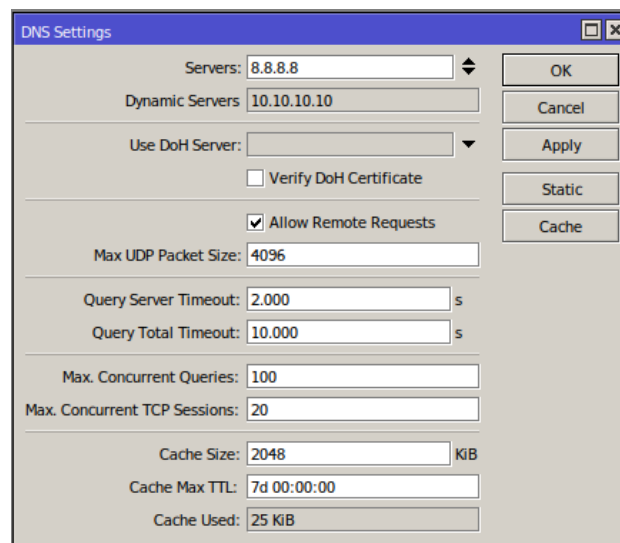 DNS Settings
Servers: 8.8.8.8
OK
Dynamic Servers 10.10.10.10
Cancel
Use DoH Server:
Apply
Verify DoH Certificate
Static
Allow Remote Requests
Cache
Max UDP Packet Size: 4096
Query Server Timeout: 2.000 s
Query Total Timeout: 10.000 s
Max. Concurrent Queries: 100
Max. Concurrent TCP Sessions: 20
Cache Size: 2048 KiB
Cache Max TTL: 7d 00:00:00
Cache Used: 25 KiB